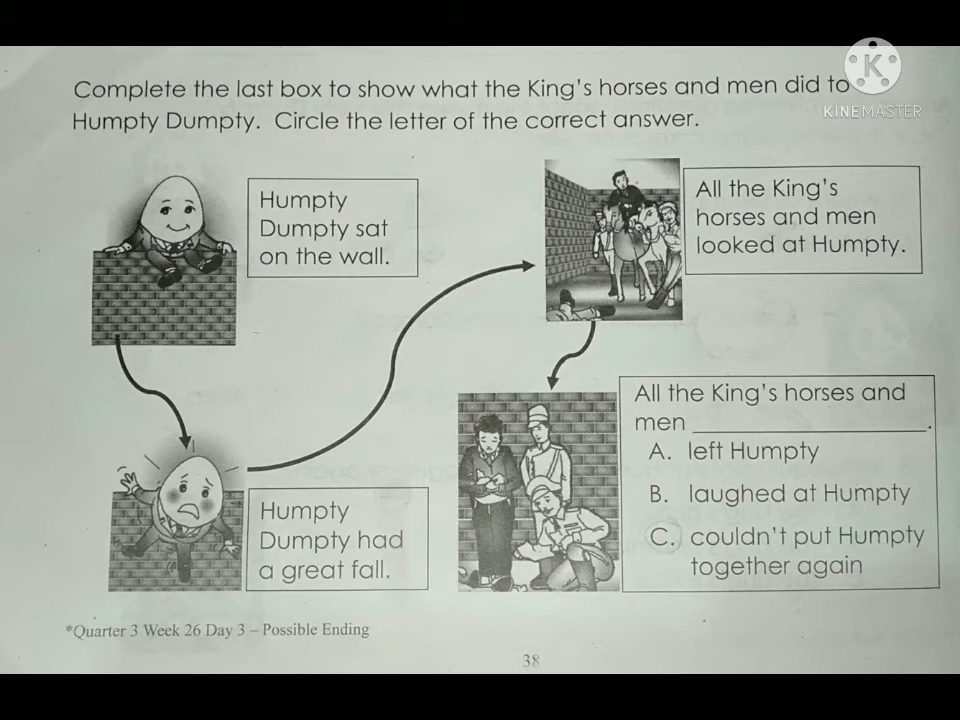 Complete the last box to show what the King's horses and men did to
Humpty Dumpty. Circle the letter of the correct answer.
K
KINEMASTER
Humpty
Dumpty sat
on the wall.
Humpty
Dumpty had
a great fall.
All the King's
horses and men
looked at Humpty.
All the King's horses and
men ____________________.
A. left Humpty
B. laughed at Humpty
C. couldn't put Humpty
together again
*Quarter 3 Week 26 Day 3 – Possible Ending
38